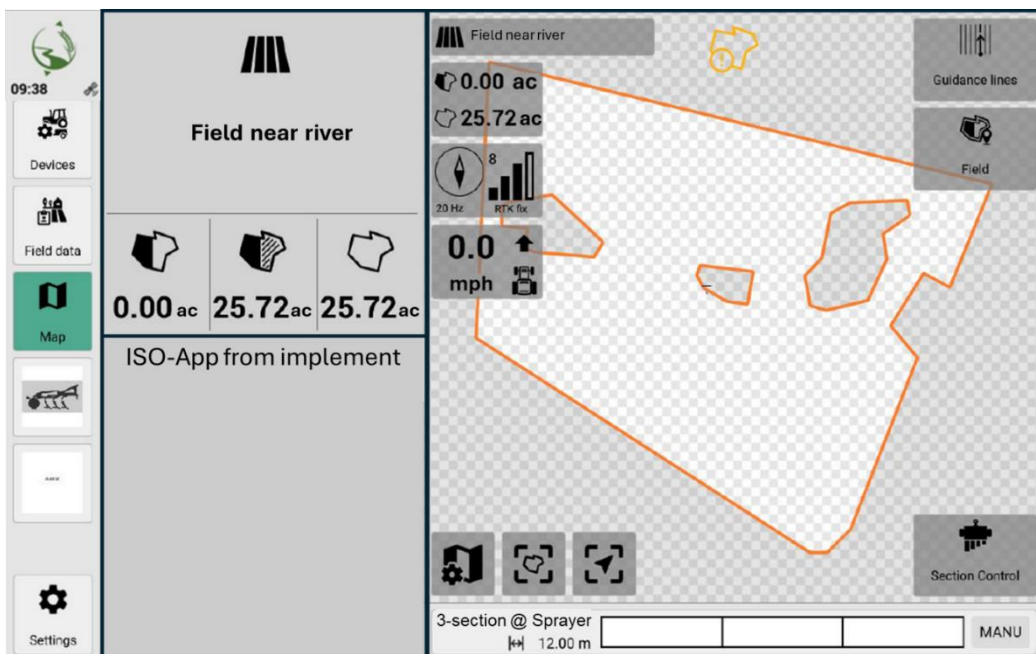 09:38
Devices
Field data
Map
Settings
Field near river
0.00 ac
25.72 ac
25.72 ac
ISO-App from implement
Field near river
0.00 ac
25.72 ac
8
20 Hz
RTK fix
0.0
mph
Guidance lines
Field
Section Control
3-section @ Sprayer
12.00 m
MANU